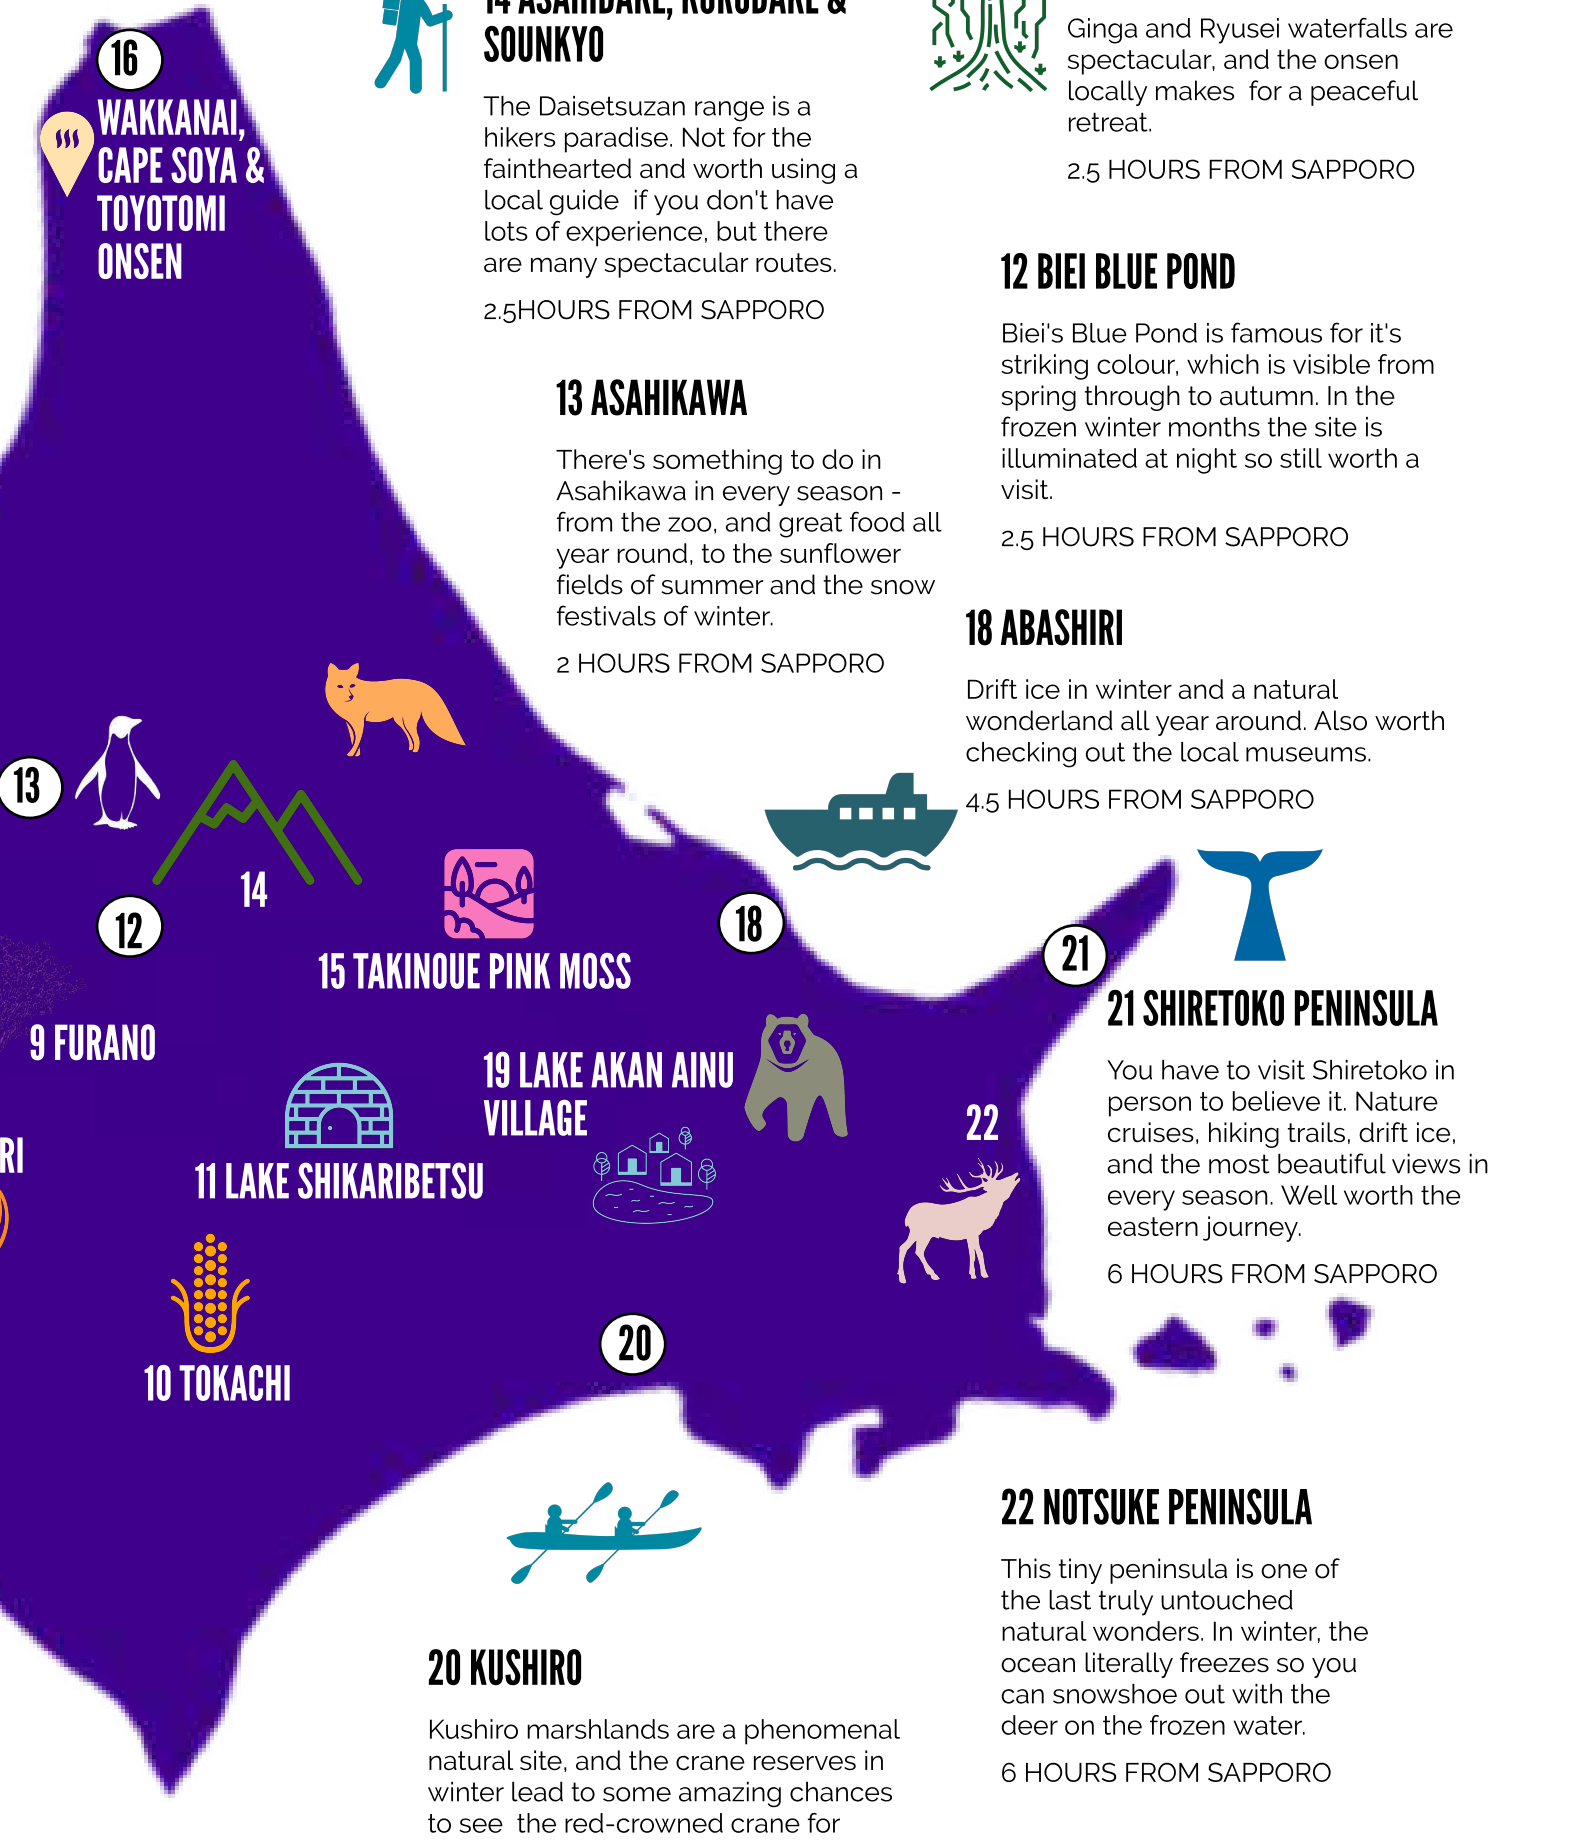 14 ASAHIDAKE, KURODAKE &
SOUNKYO
The Daisetsuzan range is a
hikers paradise. Not for the
fainthearted and worth using a
local guide  if you don't have
lots of experience, but there
are many spectacular routes.
2.5HOURS FROM SAPPORO
Ginga and Ryusei waterfalls are
spectacular, and the onsen
locally makes  for a peaceful
retreat.
2.5 HOURS FROM SAPPORO
16
WAKKANAI,
CAPE SOYA &
TOYOTOMI
ONSEN
12 BIEI BLUE POND
Biei's Blue Pond is famous for it's
striking colour, which is visible from
spring through to autumn. In the
frozen winter months the site is
illuminated at night so still worth a
visit.
2.5 HOURS FROM SAPPORO
13 ASAHIKAWA
There's something to do in
Asahikawa in every season -
from the zoo, and great food all
year round, to the sunflower
fields of summer and the snow
festivals of winter.
2 HOURS FROM SAPPORO
18 ABASHIRI
Drift ice in winter and a natural
wonderland all year around. Also worth
checking out the local museums.
4.5 HOURS FROM SAPPORO
13
14
12
15 TAKINOUE PINK MOSS
18
21
9 FURANO
19 LAKE AKAN AINU
VILLAGE
22
RI
11 LAKE SHIKARIBETSU
10 TOKACHI
20
21 SHIRETOKO PENINSULA
You have to visit Shiretoko in
person to believe it. Nature
cruises, hiking trails, drift ice,
and the most beautiful views in
every season. Well worth the
eastern journey.
6 HOURS FROM SAPPORO
22 NOTSUKE PENINSULA
This tiny peninsula is one of
the last truly untouched
natural wonders. In winter, the
ocean literally freezes so you
can snowshoe out with the
deer on the frozen water.
6 HOURS FROM SAPPORO
20 KUSHIRO
Kushiro marshlands are a phenomenal
natural site, and the crane reserves in
winter lead to some amazing chances
to see  the red-crowned crane for